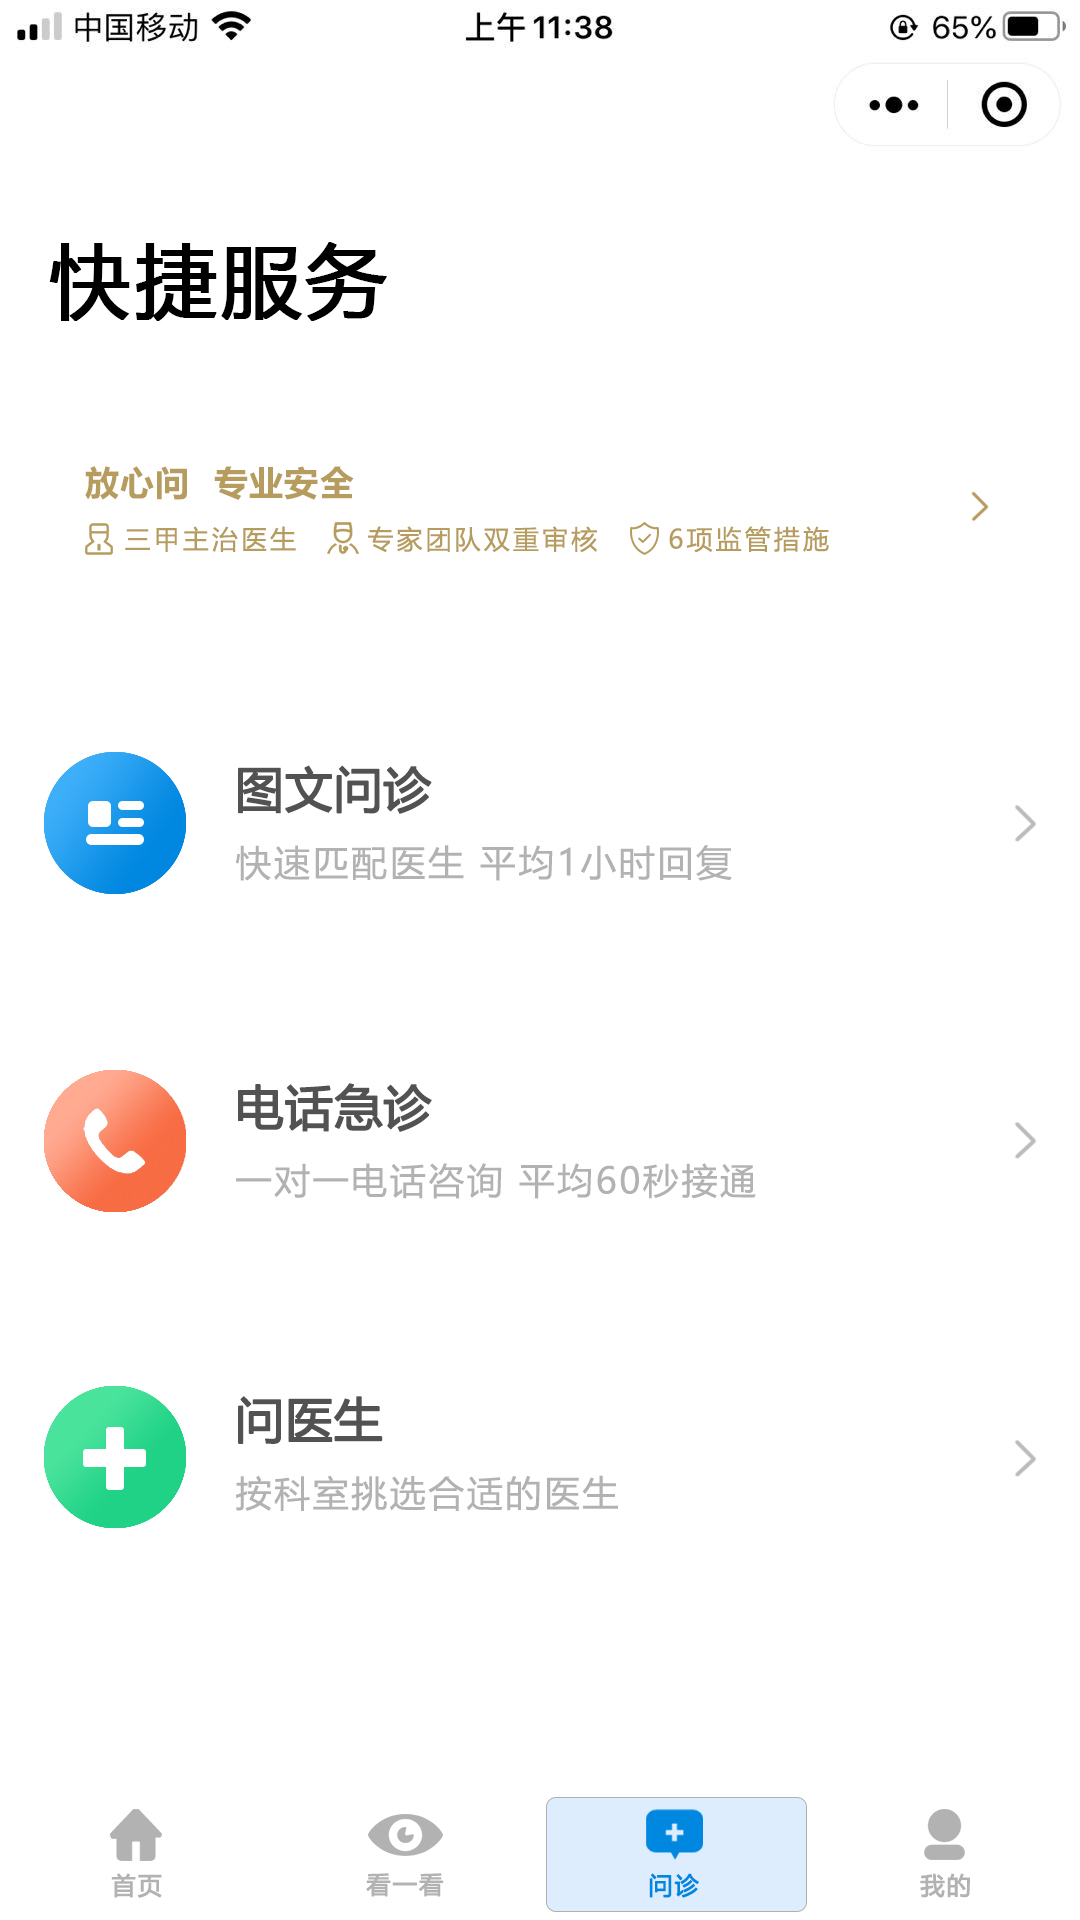 中国移动 上午 11:38 65%
快捷服务
放心问 专业安全
三甲主治医生 专家团队双重审核 6项监管措施
图文问诊
快速匹配医生 平均1小时回复
电话急诊
一对一电话咨询 平均60秒接通
问医生
按科室挑选合适的医生
首页 看一看 问诊 我的